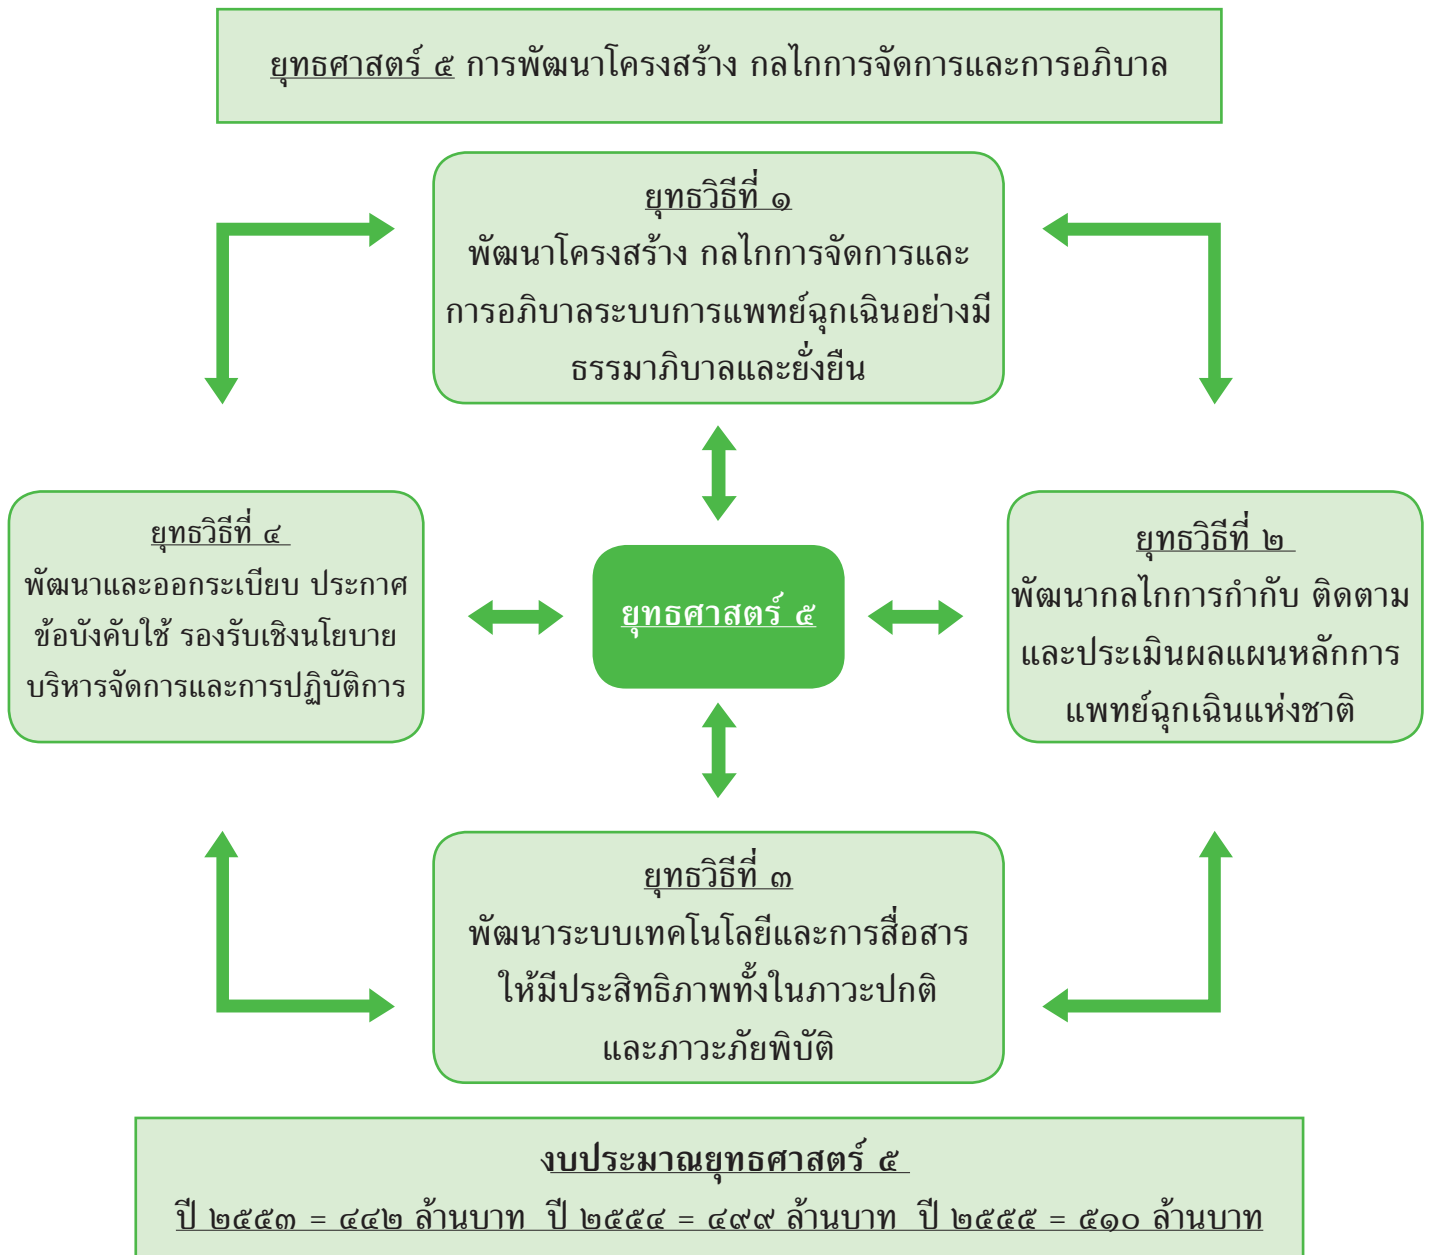 ยุทธศาสตร์ ๕ การพัฒนาโครงสร้าง กลไกการจัดการและการอภิบาล
ยุทธวิธีที่ ๑
พัฒนาโครงสร้าง กลไกการจัดการและ
การอภิบาลระบบการแพทย์ฉุกเฉินอย่างมี
ธรรมาภิบาลและยั่งยืน
ยุทธวิธีที่ ๔
พัฒนาและออกระเบียบ ประกาศ
ข้อบังคับใช้ รองรับเชิงนโยบาย
บริหารจัดการและการปฏิบัติการ
ยุทธศาสตร์ ๕
ยุทธวิธีที่ ๒
พัฒนากลไกการกำกับ ติดตาม
และประเมินผลแผนหลักการ
แพทย์ฉุกเฉินแห่งชาติ
ยุทธวิธีที่ ๓
พัฒนาระบบเทคโนโลยีและการสื่อสาร
ให้มีประสิทธิภาพทั้งในภาวะปกติ
และภาวะภัยพิบัติ
งบประมาณยุทธศาสตร์ ๕
ปี ๒๕๕๓ = ๔๔๒ ล้านบาท ปี ๒๕๕๔ = ๔๙๙ ล้านบาท ปี ๒๕๕๕ = ๕๑๐ ล้านบาท